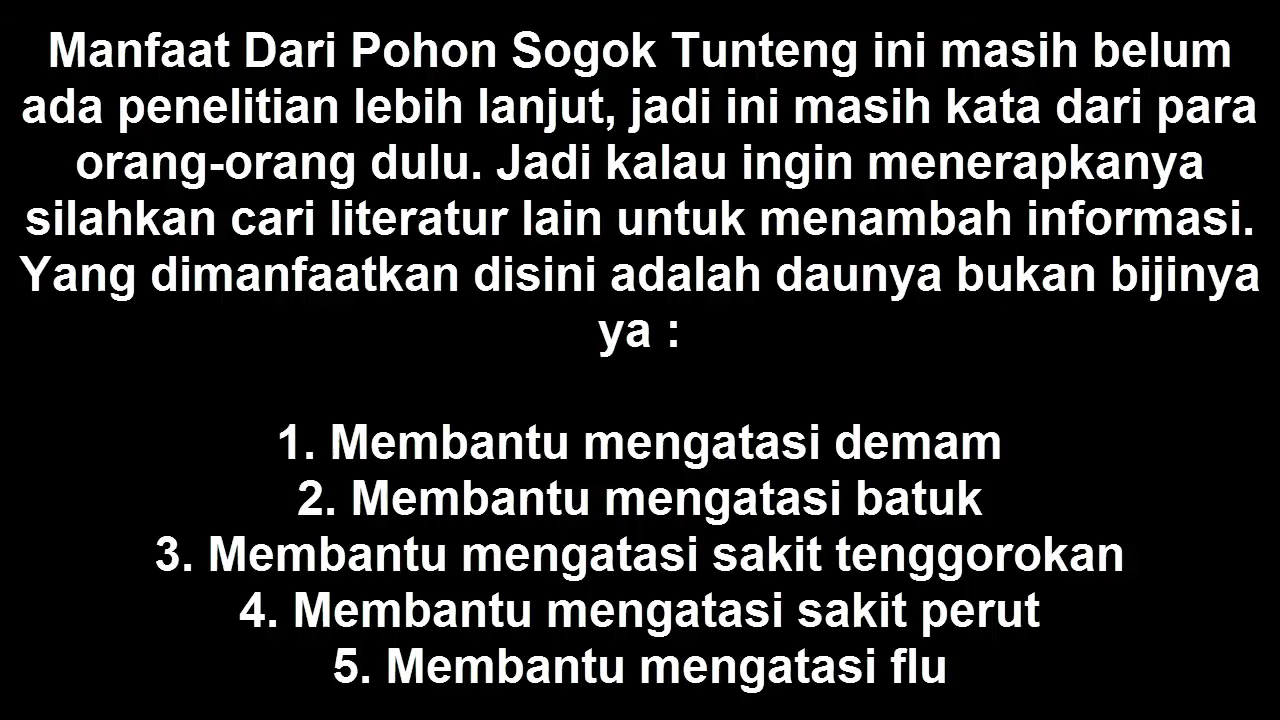 Manfaat Dari Pohon Sogok Tunteng ini masih belum
ada penelitian lebih lanjut, jadi ini masih kata dari para
orang-orang dulu. Jadi kalau ingin menerapkanya
silahkan cari literatur lain untuk menambah informasi.
Yang dimanfaatkan disini adalah daunya bukan bijinya
ya :
1. Membantu mengatasi demam
2. Membantu mengatasi batuk
3. Membantu mengatasi sakit tenggorokan
4. Membantu mengatasi sakit perut
5. Membantu mengatasi flu